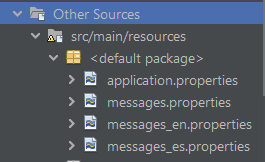 Other Sources
src/main/resources
<default package>
application.properties
messages.properties
messages_en.properties
messages_es.properties